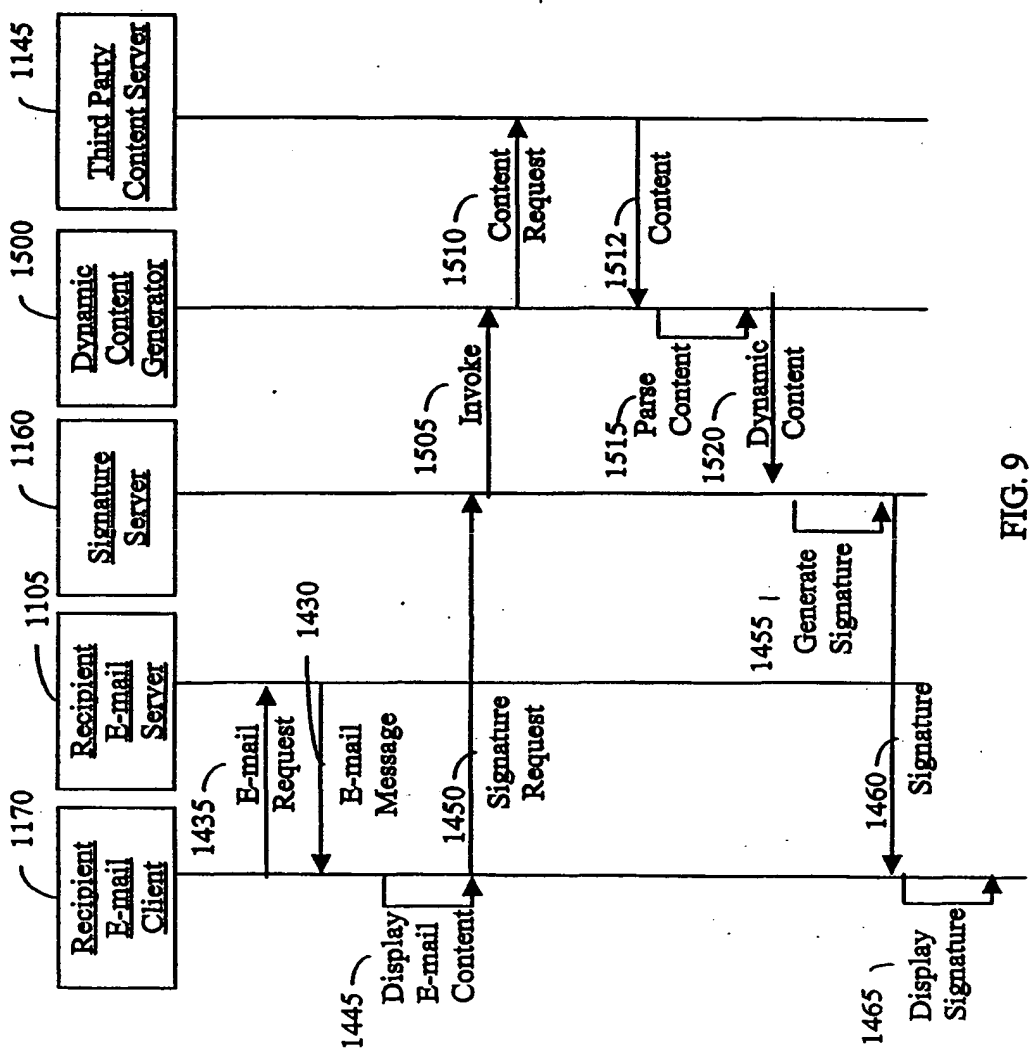 1170
Recipient
E-mail
Client
1105
Recipient
E-mail
Server
1160
Signature
Server
1500
Dynamic
Content
Generator
1145
Third Party
Content Server
1435
E-mail
Request
1430
E-mail
Message
1445
Display
E-mail
Content
1450
Signature
Request
1505
Invoke
1510
Content
Request
1512
Content
1515
Parse
Content
1520
Dynamic
Content
1455
Generate
Signature
1460
Signature
1465
Display
Signature
FIG. 9